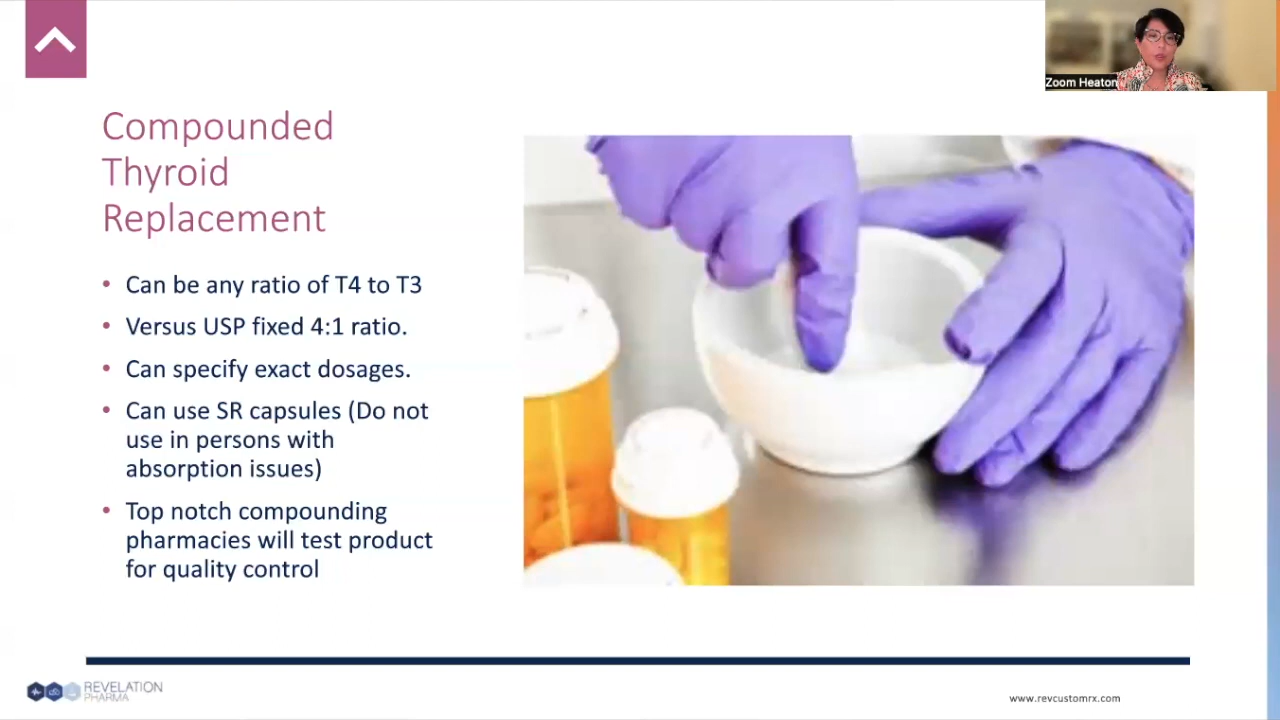 Zoom Heaton
Compounded
Thyroid
Replacement
• Can be any ratio of T4 to T3
• Versus USP fixed 4:1 ratio.
• Can specify exact dosages.
• Can use SR capsules (Do not
use in persons with
absorption issues)
• Top notch compounding
pharmacies will test product
for quality control
REVELATION
PHARMA
www.revcustomrx.com